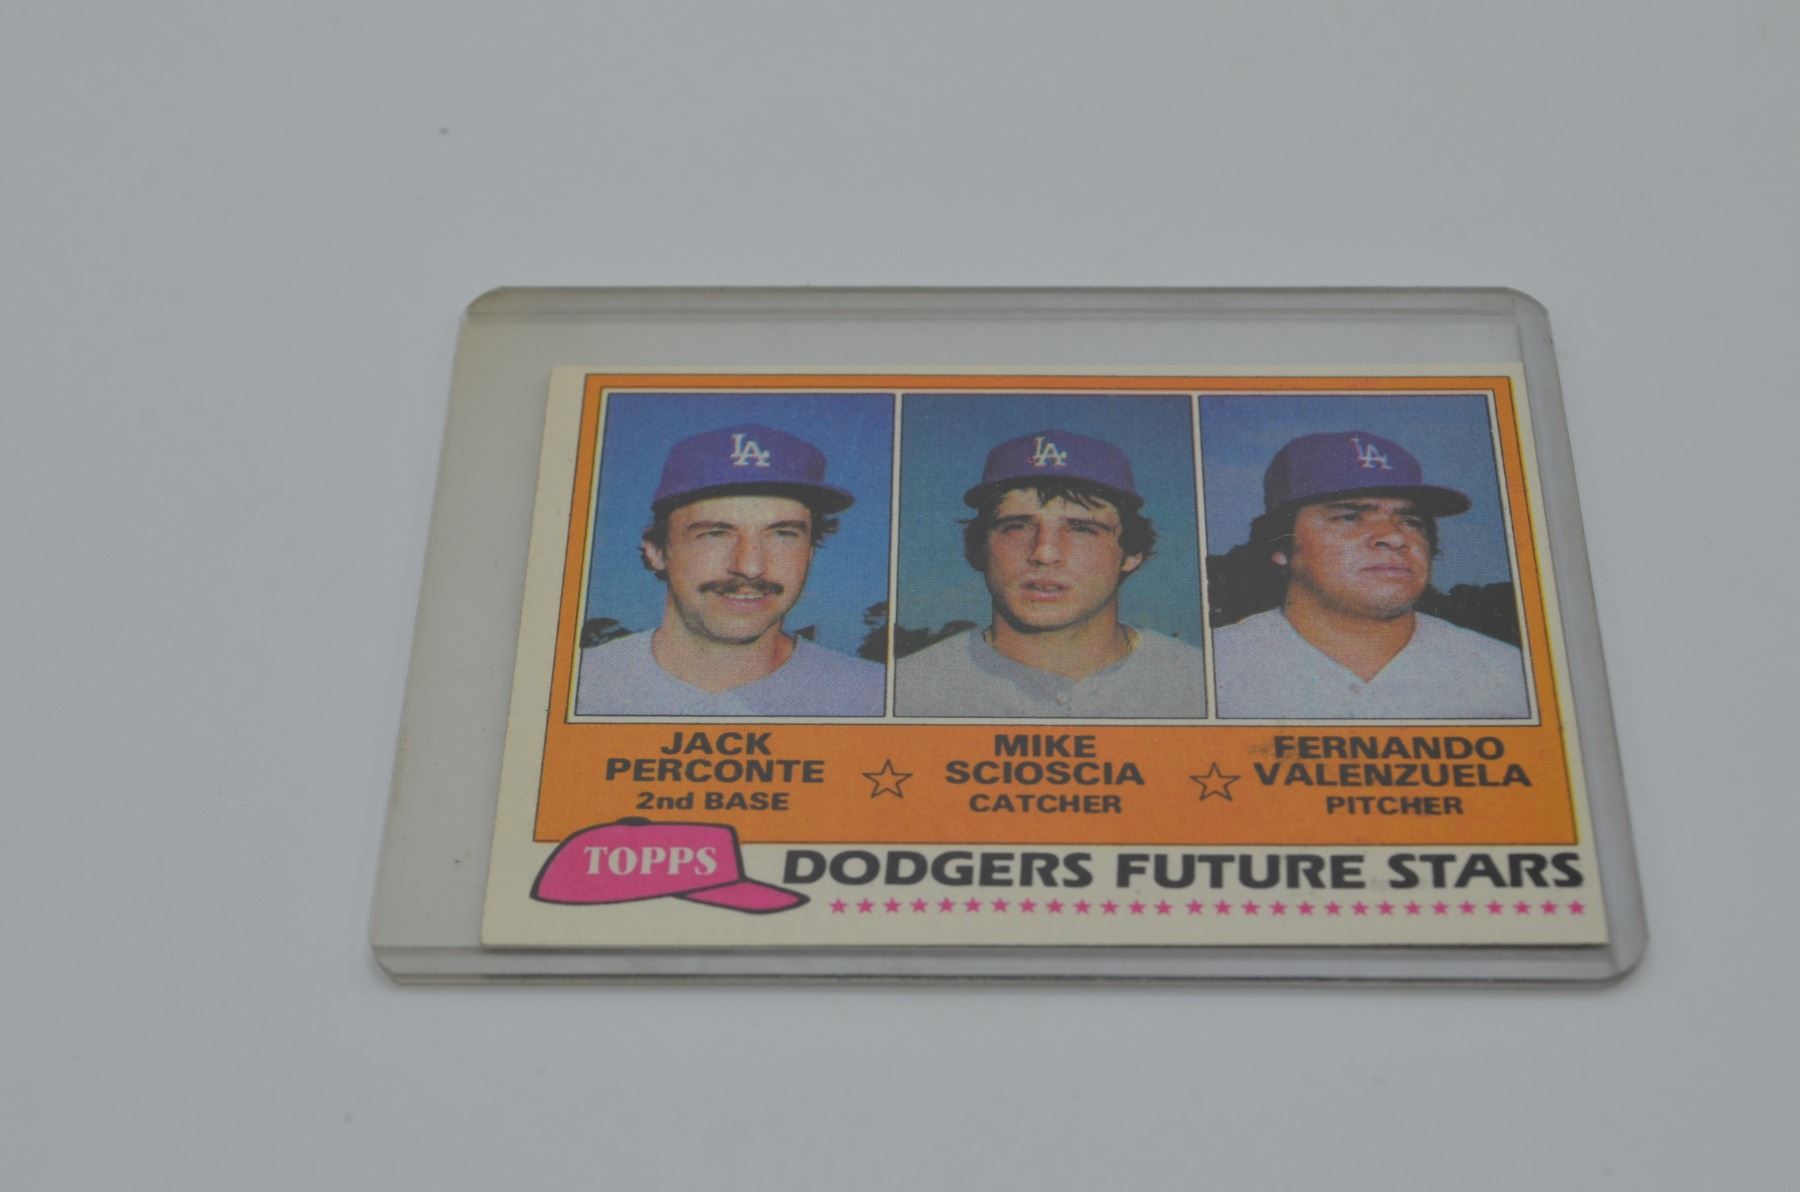 LA
LA
LA
JACK
PERCONTE
2nd BASE
MIKE
SCIOSCIA
CATCHER
FERNANDO
VALENZUELA
PITCHER
TOPPS
DODGERS FUTURE STARS